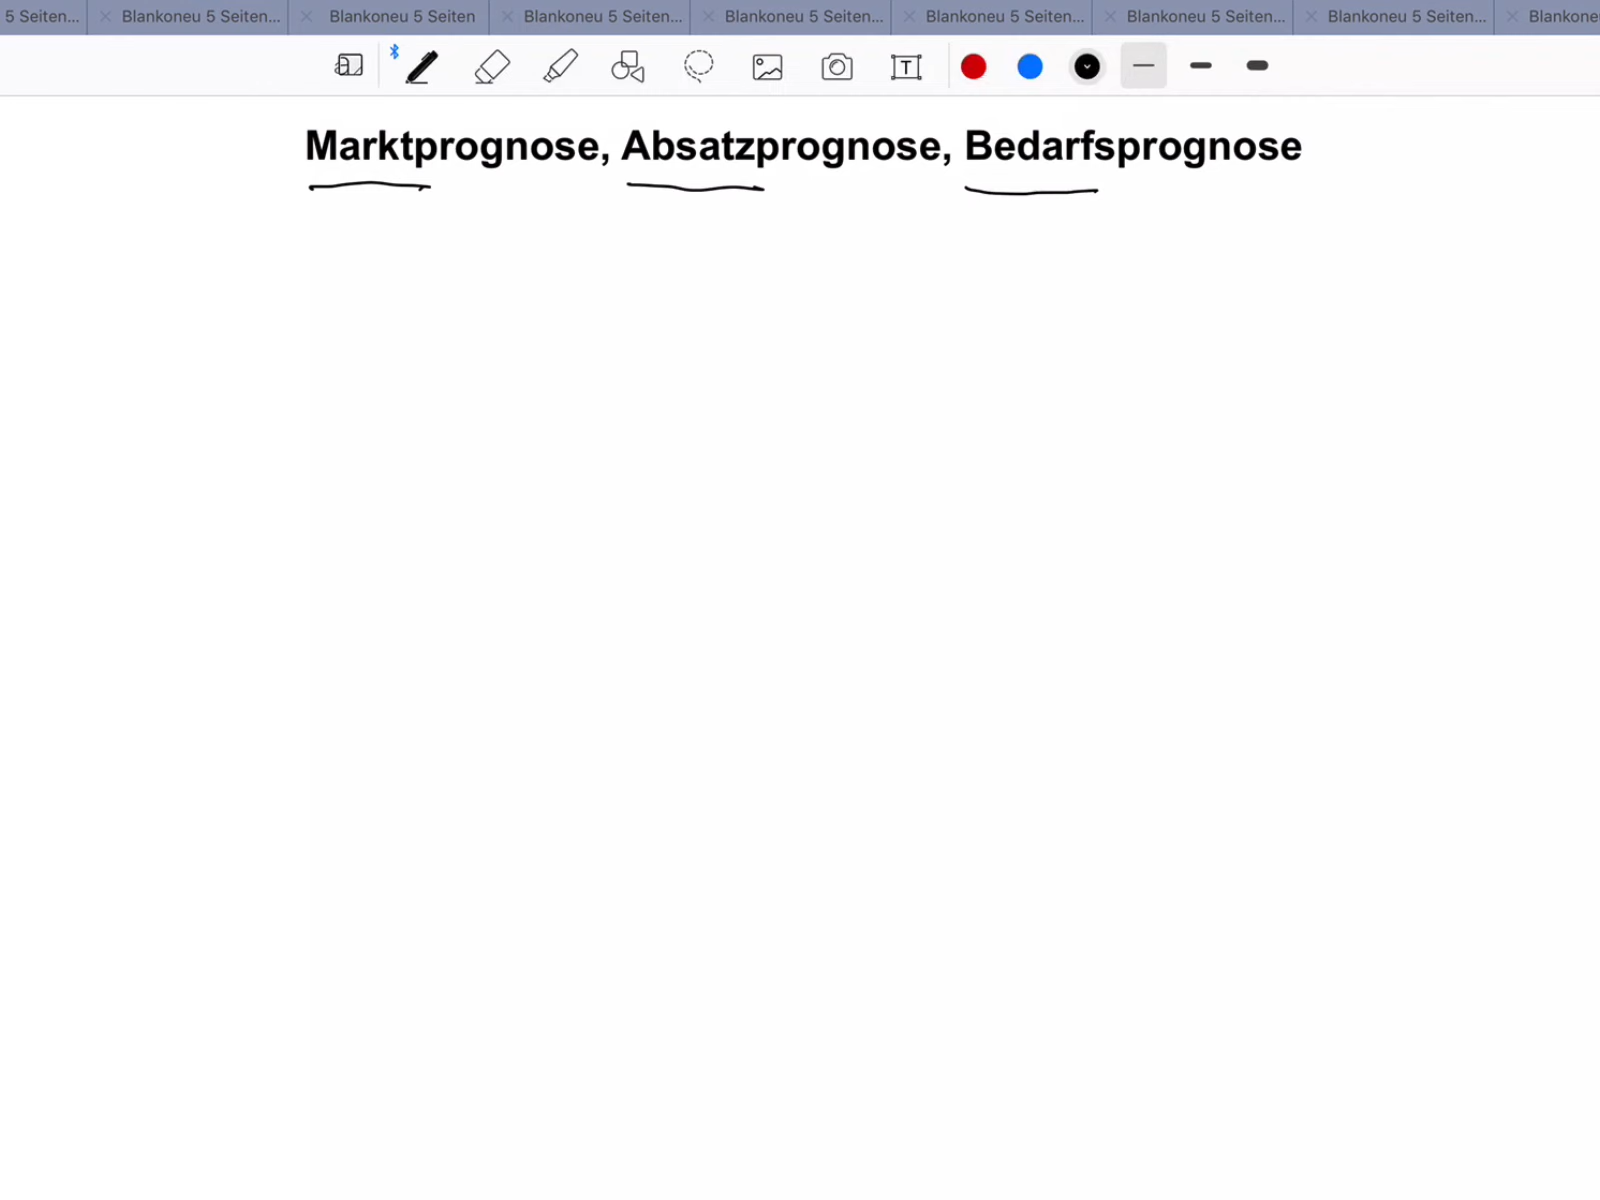 5 Seiten... Blankoneu 5 Seiten... Blankoneu 5 Seiten Blankoneu 5 Seiten... Blankoneu 5 Seiten... Blankoneu 5 Seiten... Blankoneu 5 Seiten... Blankoneu 5 Seiten... Blankone
a T
Marktprognose, Absatzprognose, Bedarfsprognose